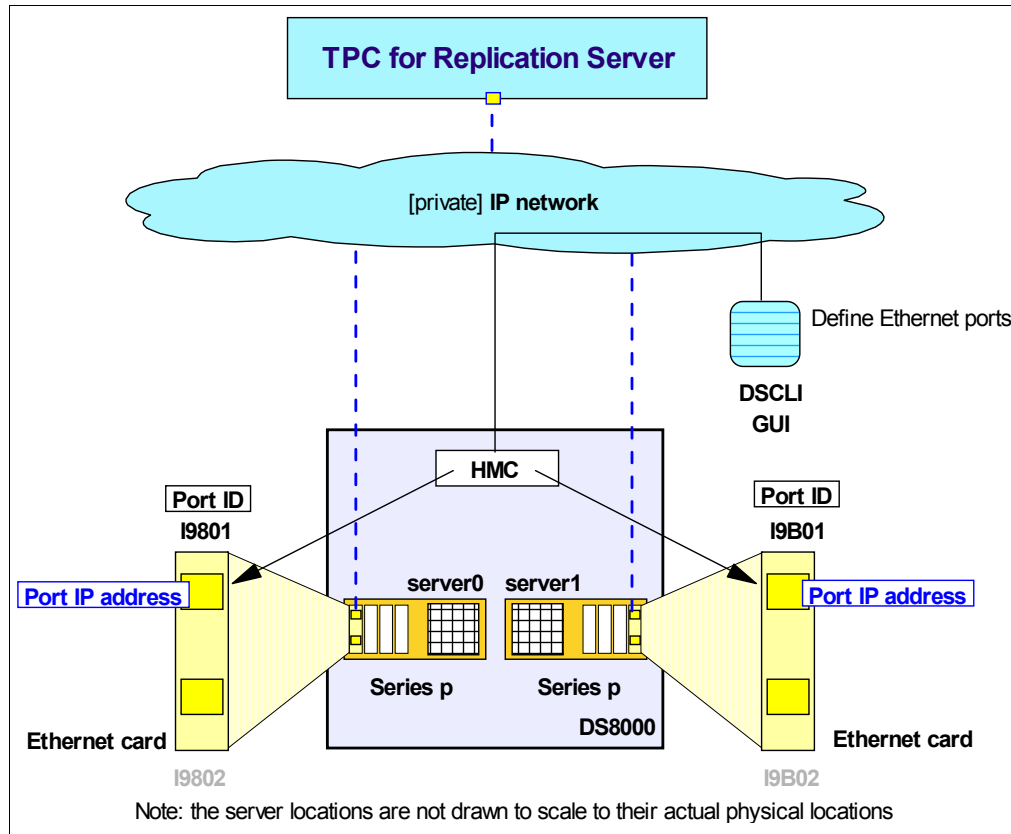 TPC for Replication Server
[private] IP network
Define Ethernet ports
DSCLI
GUI
HMC
Port ID
I9801
Port ID
I9B01
Port IP address
server0
server1
Port IP address
Series p
Series p
DS8000
Ethernet card
Ethernet card
I9802
I9B02
Note: the server locations are not drawn to scale to their actual physical locations